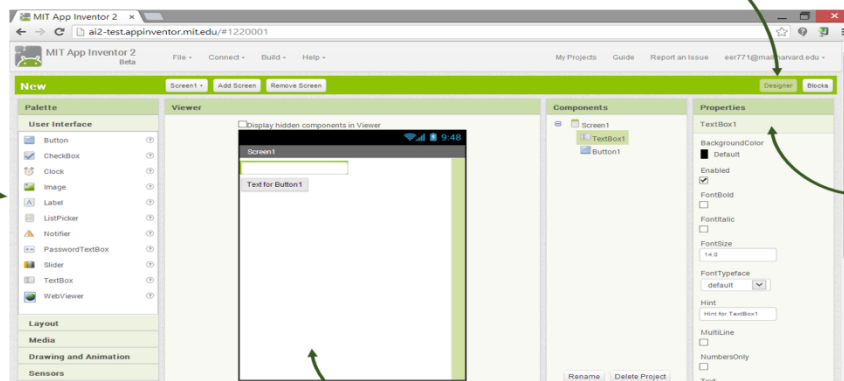 MIT App Inventor 2
ai2-test.appinventor.mit.edu/#1220001
MIT App Inventor 2
Beta
File
Connect
Build
Help
My Projects
Guide
Report an Issue
New
Screen1
Add Screen
Remove Screen
Designer
Blocks
Palette
User Interface
Button
CheckBox
Clock
Image
Label
ListPicker
Notifier
PasswordTextBox
Slider
TextBox
WebViewer
Layout
Media
Drawing and Animation
Sensors
Viewer
Display hidden components in Viewer
9:48
Screen1
Text for Button1
Components
Screen1
TextBox1
Button1
Rename
Delete Project
Properties
TextBox1
BackgroundColor
Default
Enabled
FontBold
FontItalic
FontSize
14.0
FontTypeface
default
Hint
Hint for TextBox1
MultiLine
NumbersOnly
Text